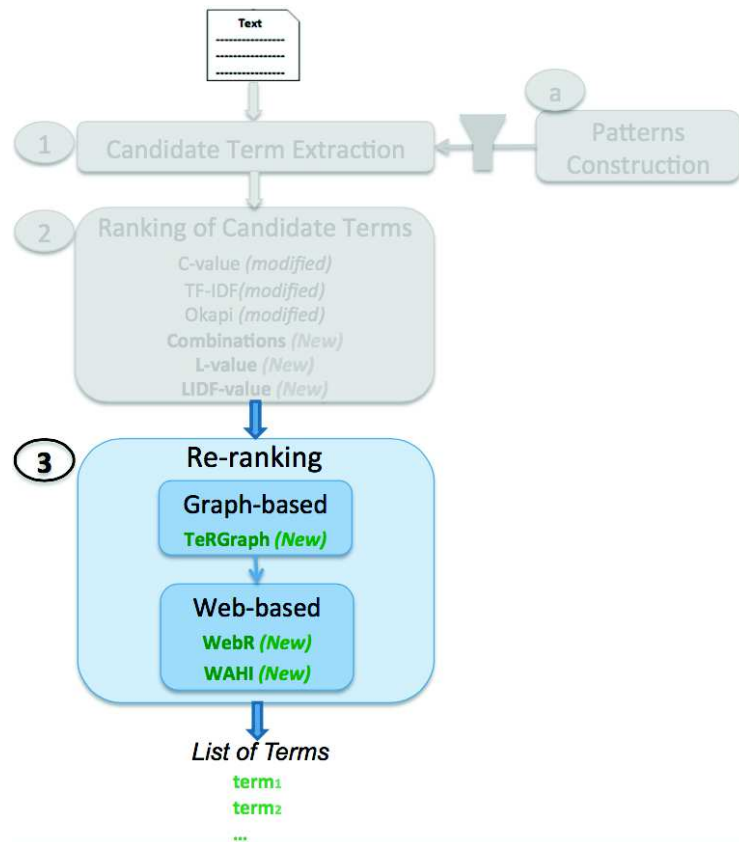 Text
a
1
Candidate Term Extraction
Patterns
Construction
2
Ranking of Candidate Terms
C-value (modified)
TF-IDF(modified)
Okapi (modified)
Combinations (New)
L-value (New)
LIDF-value (New)
3
Re-ranking
Graph-based
TeRGraph (New)
Web-based
WebR (New)
WAHI (New)
List of Terms
term₁
term₂
...